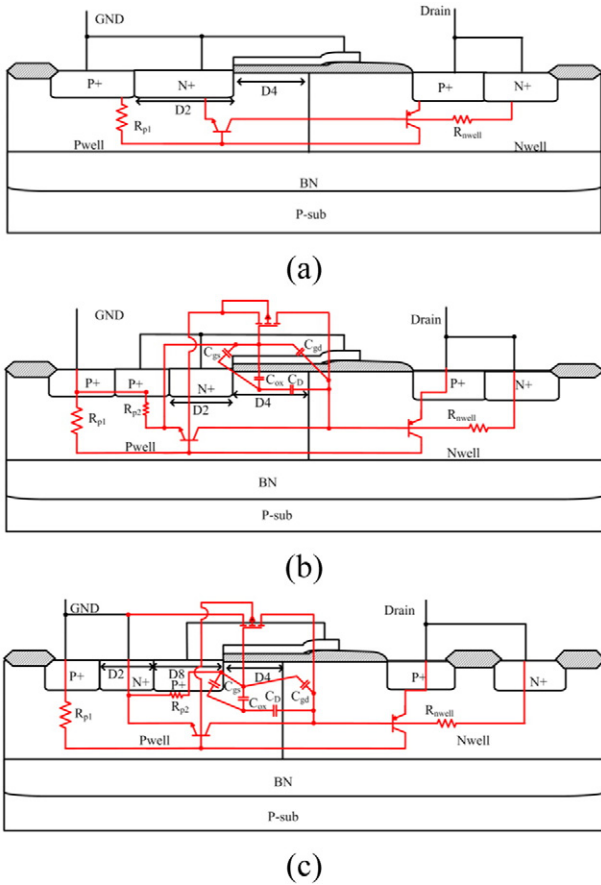 GND
Drain
P+
N+
P+
N+
D4
D2
Rp1
Rnwell
Pwell
Nwell
BN
P-sub
(a)
GND
Drain
Cgs
Cgd
P+
P+
N+
Cox
CD
P+
N+
D2
D4
Rp2
Rp1
Rnwell
Pwell
Nwell
BN
P-sub
(b)
GND
Drain
D2
D8
D4
P+
N+
P+
Cgs
Cox
CD
Cgd
P+
N+
Rp2
Rp1
Rnwell
Pwell
Nwell
BN
P-sub
(c)